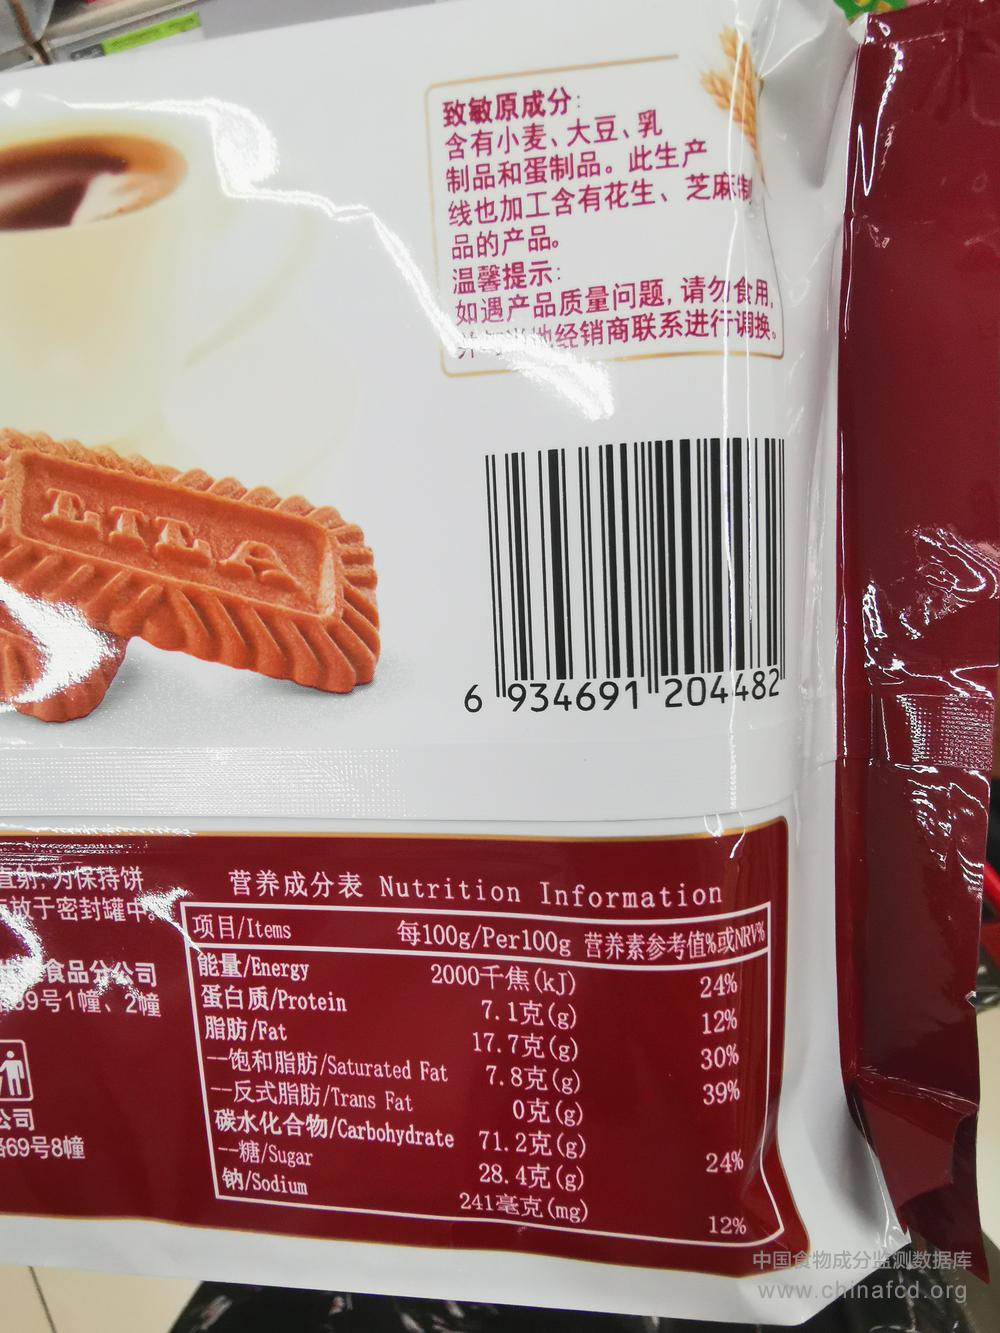 致敏原成分:
含有小麦、大豆、乳
制品和蛋制品。此生产
线也加工含有花生、芝麻制
品的产品。
温馨提示:
如遇产品质量问题,请勿食用,
并与当地经销商联系进行调换。
LILA
6 934691 204482
直射,为保持饼
放于密封罐中。
食品分公司
69号1幢、2幢
公司
路69号8幢
营养成分表 Nutrition Information
项目/Items 每100g/Per100g 营养素参考值%或NRV%
能量/Energy 2000千焦(kJ) 24%
蛋白质/Protein 7.1克(g) 12%
脂肪/Fat 17.7克(g) 30%
--饱和脂肪/Saturated Fat 7.8克(g) 39%
--反式脂肪/Trans Fat 0克(g)
碳水化合物/Carbohydrate 71.2克(g) 24%
--糖/Sugar 28.4克(g)
钠/Sodium 241毫克(mg) 12%
中国食物成分监测数据库
www.chinafcd.org